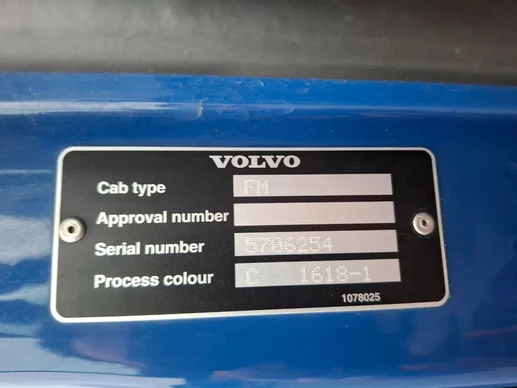 VOLVO
Cab type FM
Approval number
Serial number 5706254
Process colour C 1618-1
1078025